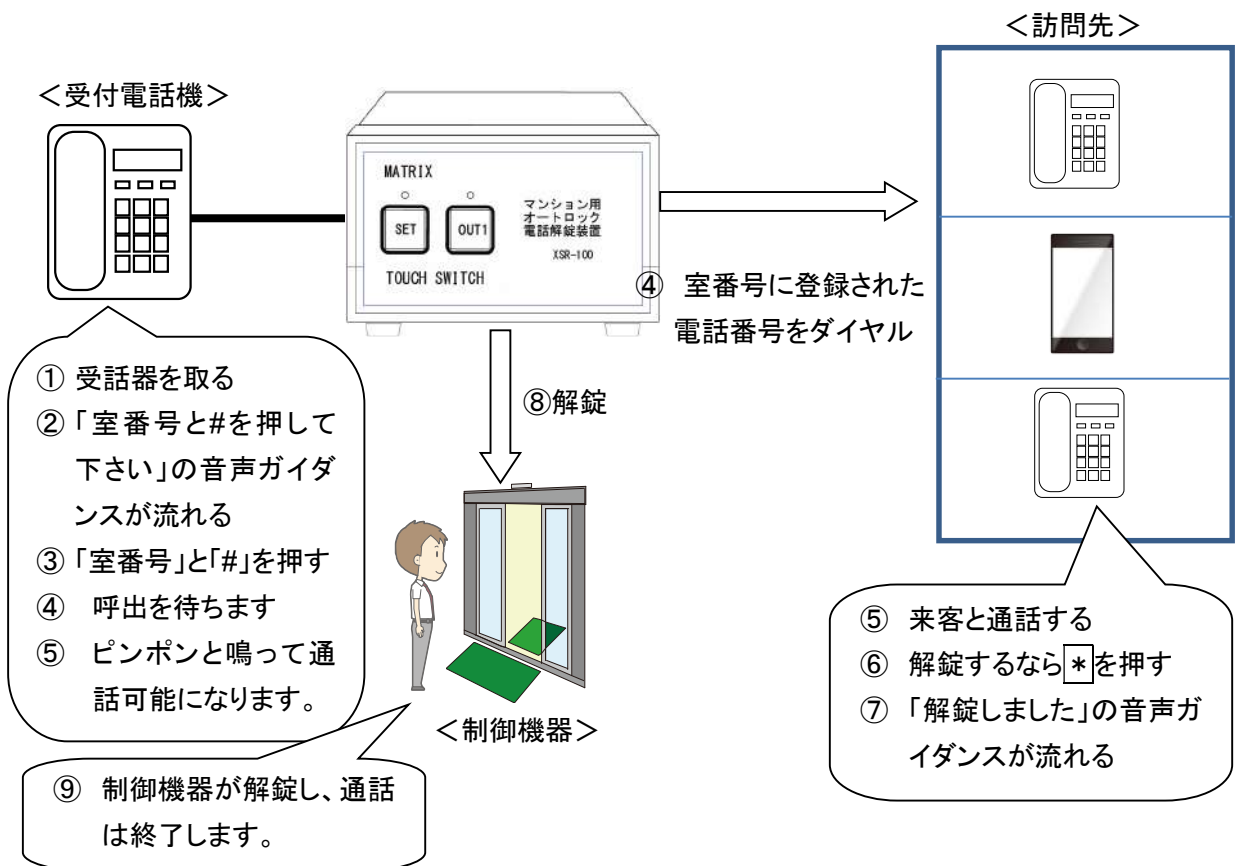 ＜訪問先＞
＜受付電話機＞
MATRIX
SET
OUT1
マンション用
オートロック
電話解錠装置
XSR-100
TOUCH SWITCH
④ 室番号に登録された
電話番号をダイヤル
① 受話器を取る
②「室番号と#を押して
下さい」の音声ガイダ
ンスが流れる
③「室番号」と「#」を押す
④ 呼出を待ちます
⑤ ピンポンと鳴って通
話可能になります。
⑧解錠
＜制御機器＞
⑤ 来客と通話する
⑥ 解錠するなら*を押す
⑦ 「解錠しました」の音声ガ
イダンスが流れる
⑨ 制御機器が解錠し、通話
は終了します。